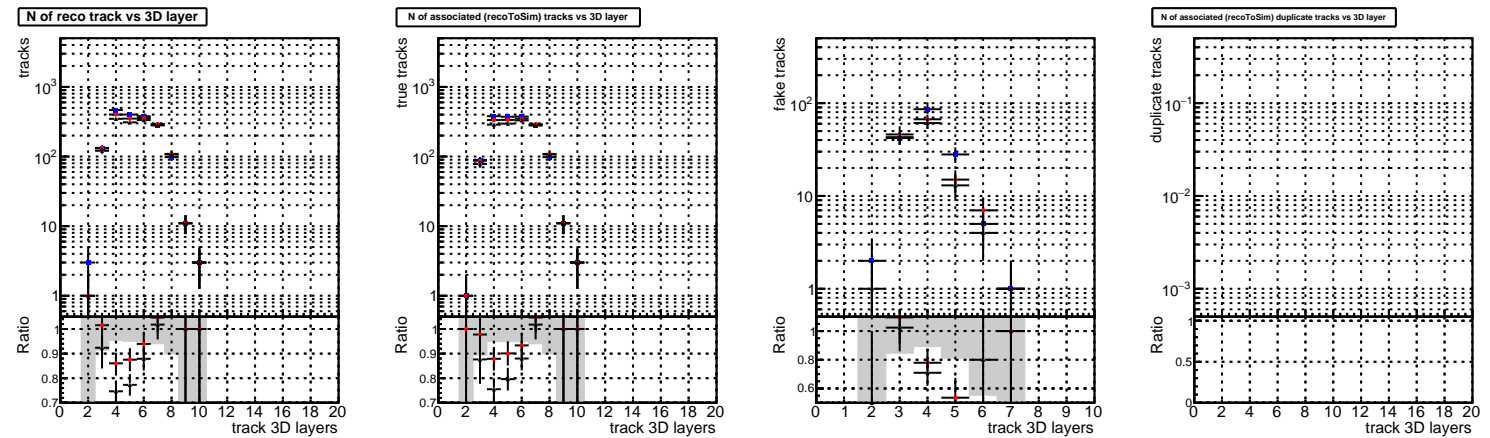 N of reco track vs 3D layer
tracks
10³
10²
10
1
Ratio
1
0.9
0.8
0.7
0 2 4 6 8 10 12 14 16 18 20
track 3D layers
N of associated (recoToSim) tracks vs 3D layer
true tracks
10³
10²
10
1
Ratio
1
0.9
0.8
0.7
0 2 4 6 8 10 12 14 16 18 20
track 3D layers
fake tracks
10²
10
1
Ratio
1
0.8
0.6
0 1 2 3 4 5 6 7 8 9 10
track 3D layers
N of associated (recoToSim) duplicate tracks vs 3D layer
duplicate tracks
10⁻¹
10⁻²
10⁻³
Ratio
1
0.5
0
0 2 4 6 8 10 12 14 16 18 20
track 3D layers